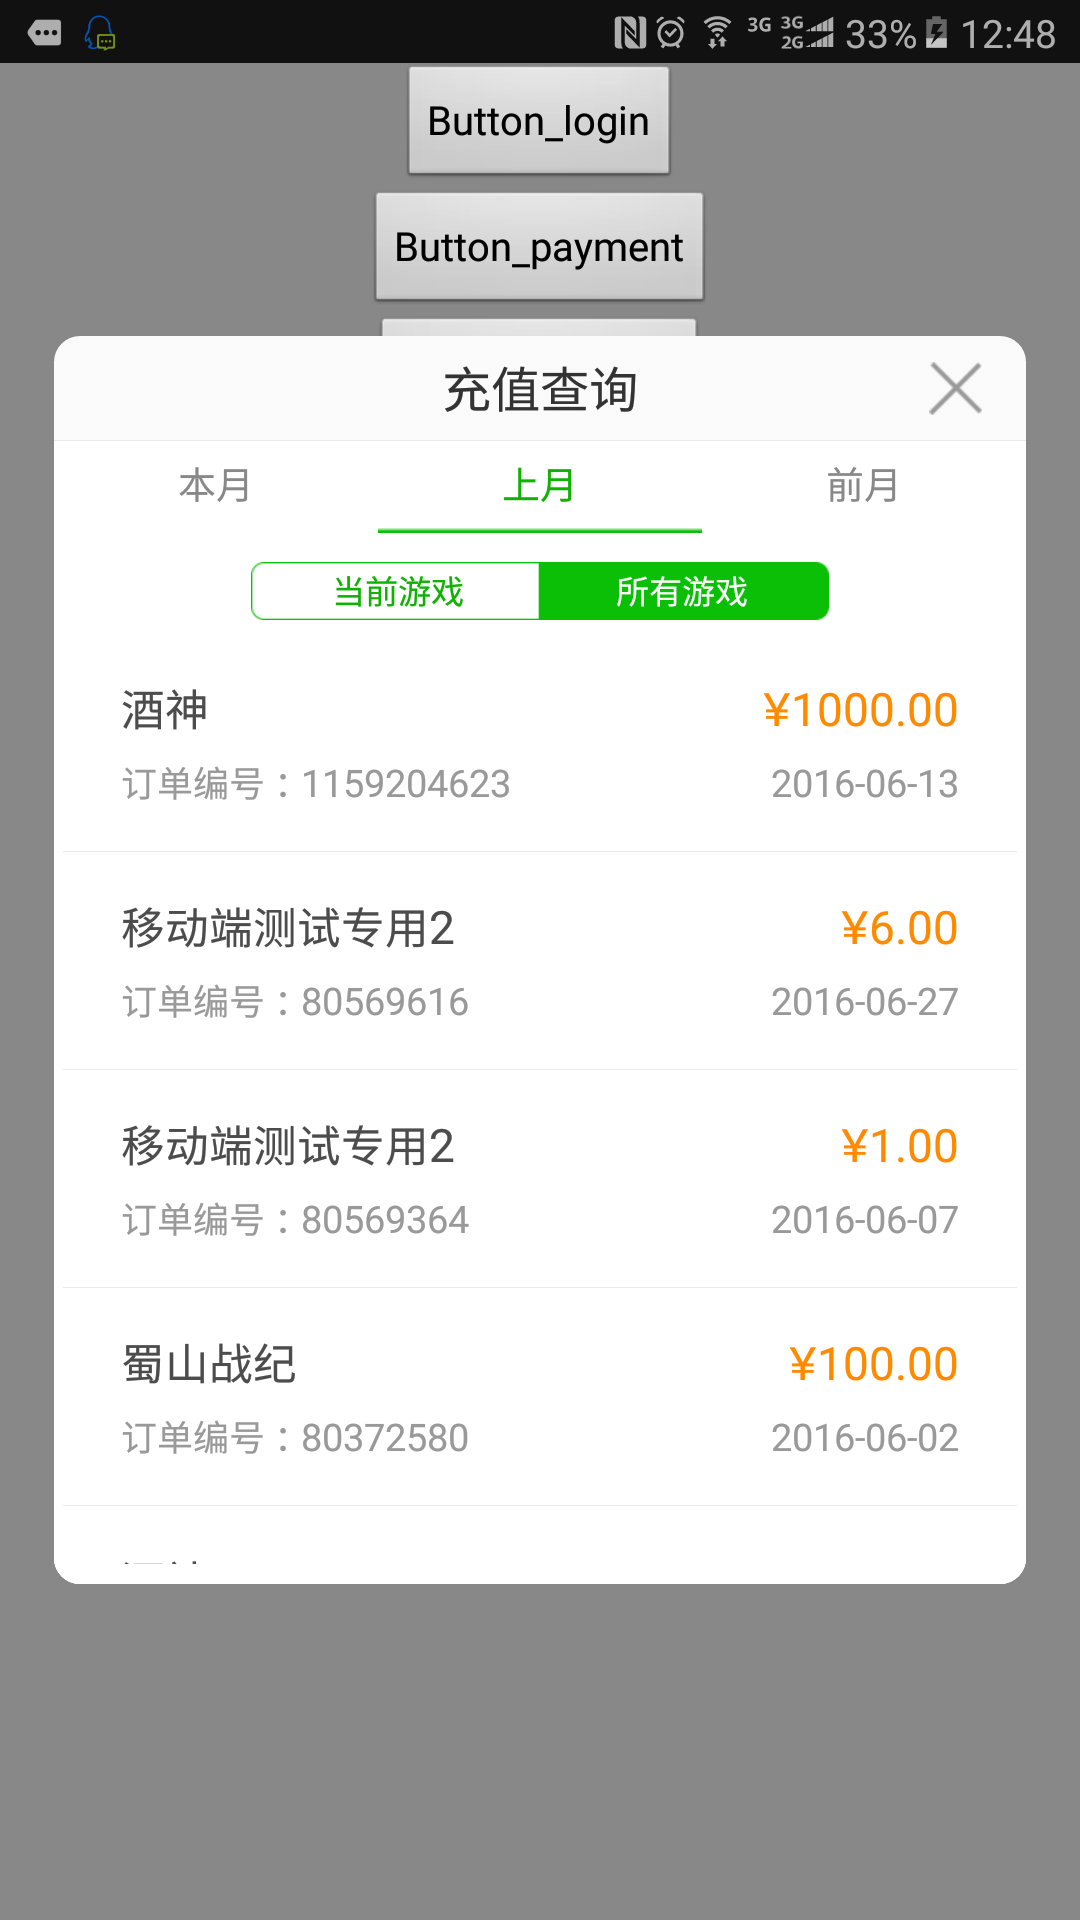 3G 3G 2G 33% 12:48
Button_login
Button_payment
充值查询
本月 上月 前月
当前游戏 所有游戏
酒神 ¥1000.00
订单编号：1159204623 2016-06-13
移动端测试专用2 ¥6.00
订单编号：80569616 2016-06-27
移动端测试专用2 ¥1.00
订单编号：80569364 2016-06-07
蜀山战纪 ¥100.00
订单编号：80372580 2016-06-02